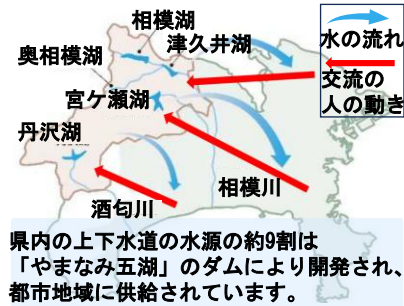 相模湖
津久井湖
奥相模湖
宮ケ瀬湖
丹沢湖
水の流れ
交流の
人の動き
相模川
酒匂川
県内の上下水道の水源の約9割は
「やまなみ五湖」のダムにより開発され、
都市地域に供給されています。